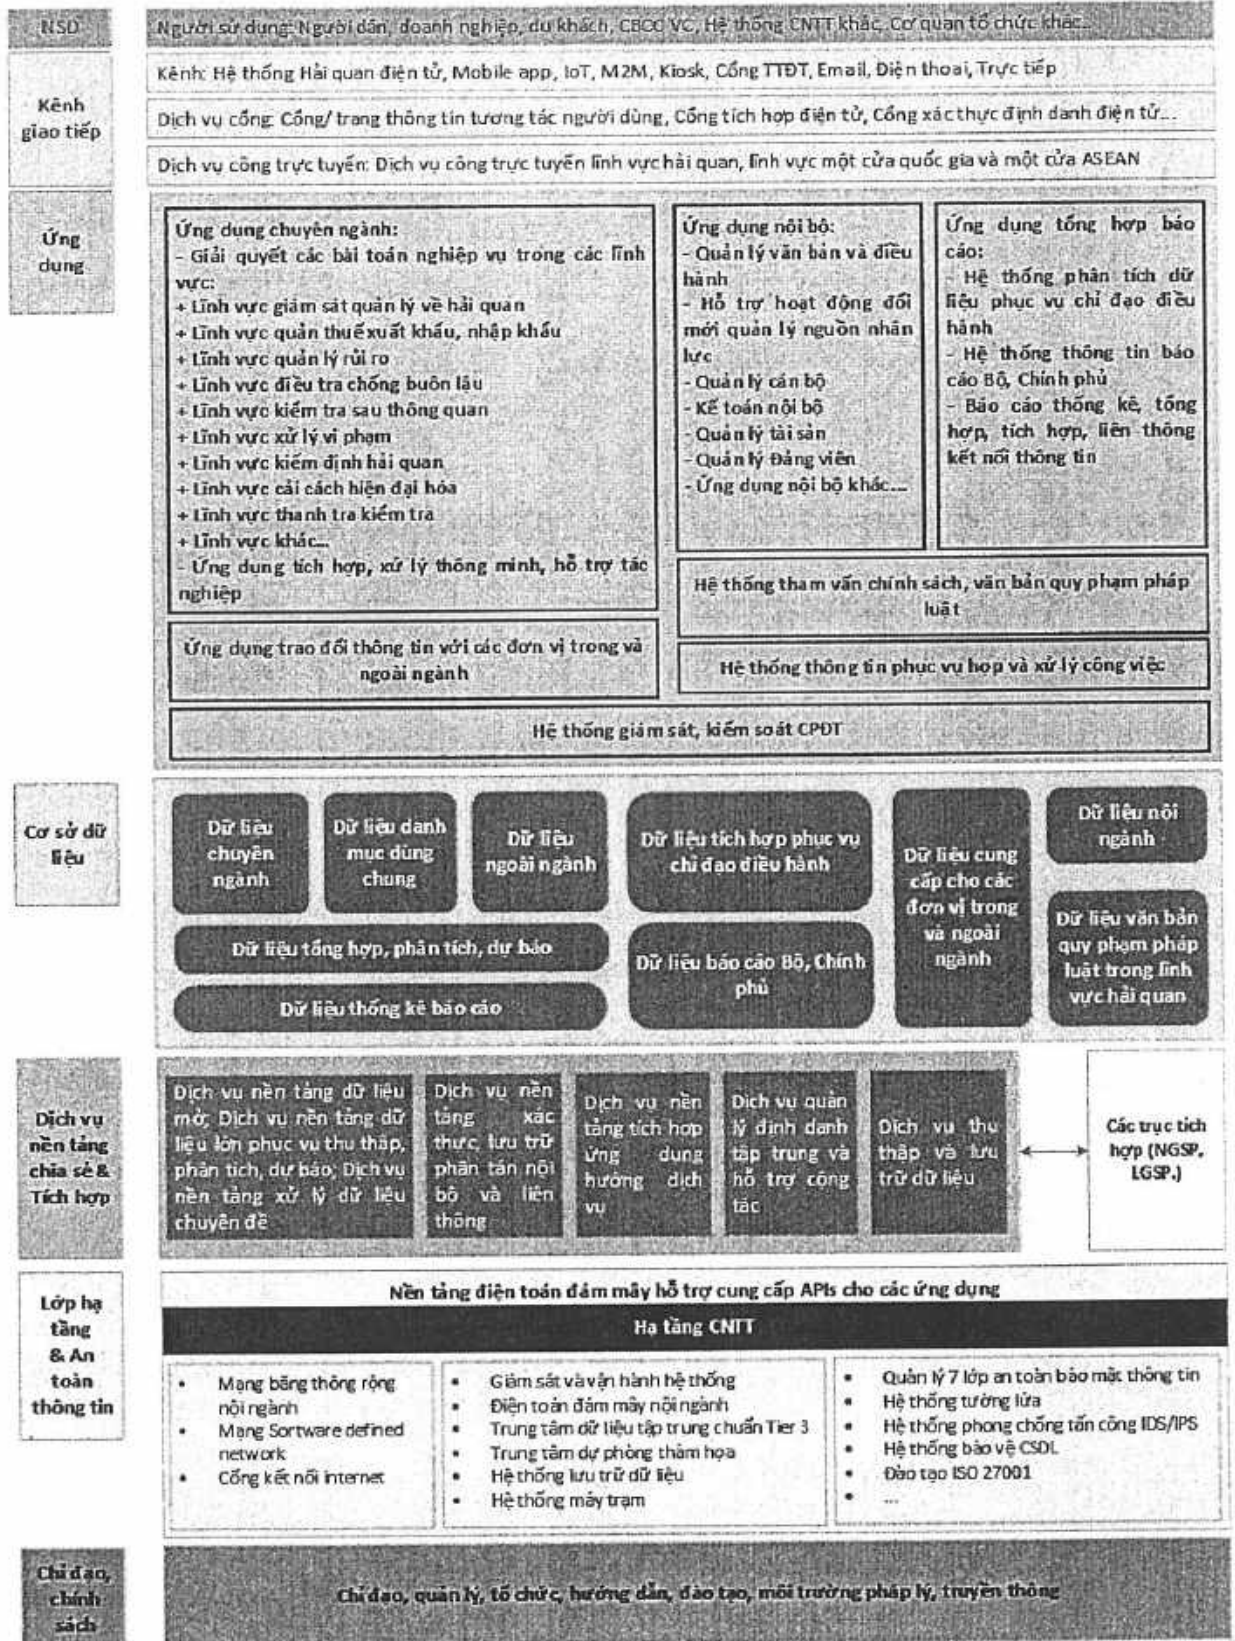 NSD
Người sử dụng: Người dân, doanh nghiệp, du khách, CBCC VC, Hệ thống CNTT khác, Cơ quan tổ chức khác...
Kênh
giao tiếp
Kênh: Hệ thống Hải quan điện tử, Mobile app, IoT, M2M, Kiosk, Cổng TTĐT, Email, Điện thoại, Trực tiếp
Dịch vụ cổng: Cổng/ trang thông tin tương tác người dùng, Cổng tích hợp điện tử, Cổng xác thực định danh điện tử...
Dịch vụ công trực tuyến: Dịch vụ công trực tuyến lĩnh vực hải quan, lĩnh vực một cửa quốc gia và một cửa ASEAN
Ứng
dụng
Ứng dụng chuyên ngành:
- Giải quyết các bài toán nghiệp vụ trong các lĩnh
vực:
+ Lĩnh vực giám sát quản lý về hải quan
+ Lĩnh vực quản thuế xuất khẩu, nhập khẩu
+ Lĩnh vực quản lý rủi ro
+ Lĩnh vực điều tra chống buôn lậu
+ Lĩnh vực kiểm tra sau thông quan
+ Lĩnh vực xử lý vi phạm
+ Lĩnh vực kiểm định hải quan
+ Lĩnh vực cải cách hiện đại hóa
+ Lĩnh vực thanh tra kiểm tra
+ Lĩnh vực khác...
- Ứng dụng tích hợp, xử lý thông minh, hỗ trợ tác
nghiệp
Ứng dụng nội bộ:
- Quản lý văn bản và điều
hành
- Hỗ trợ hoạt động đổi
mới quản lý nguồn nhân
lực
- Quản lý cán bộ
- Kế toán nội bộ
- Quản lý tài sản
- Quản lý Đảng viên
- Ứng dụng nội bộ khác...
Ứng dụng tổng hợp báo
cáo:
- Hệ thống phân tích dữ
liệu phục vụ chỉ đạo điều
hành
- Hệ thống thông tin báo
cáo Bộ, Chính phủ
- Báo cáo thống kê, tổng
hợp, tích hợp, liên thông
kết nối thông tin
Hệ thống tham vấn chính sách, văn bản quy phạm pháp
luật
Ứng dụng trao đổi thông tin với các đơn vị trong và
ngoài ngành
Hệ thống thông tin phục vụ họp và xử lý công việc
Hệ thống giám sát, kiểm soát CPĐT
Cơ sở dữ
liệu
Dữ liệu
chuyên
ngành
Dữ liệu danh
mục dùng
chung
Dữ liệu
ngoài ngành
Dữ liệu tích hợp phục vụ
chỉ đạo điều hành
Dữ liệu cung
cấp cho các
đơn vị trong
và ngoài
ngành
Dữ liệu nội
ngành
Dữ liệu tổng hợp, phân tích, dự báo
Dữ liệu thống kê báo cáo
Dữ liệu báo cáo Bộ, Chính
phủ
Dữ liệu văn bản
quy phạm pháp
luật trong lĩnh
vực hải quan
Dịch vụ
nền tảng
chia sẻ &
Tích hợp
Dịch vụ nền tảng dữ liệu
mở; Dịch vụ nền tảng dữ
liệu lớn phục vụ thu thập,
phân tích, dự báo; Dịch vụ
nền tảng xử lý dữ liệu
chuyên đề
Dịch vụ nền
tảng xác
thực, lưu trữ
phân tán nội
bộ và liên
thông
Dịch vụ nền
tảng tích hợp
ứng dụng
hướng dịch
vụ
Dịch vụ quản
lý định danh
tập trung và
hỗ trợ công
tác
Dịch vụ thu
thập và lưu
trữ dữ liệu
Các trục tích
hợp (NGSP,
LGSP.)
Lớp hạ
tầng
& An
toàn
thông tin
Nền tảng điện toán đám mây hỗ trợ cung cấp APIs cho các ứng dụng
Hạ tầng CNTT
• Mạng băng thông rộng
nội ngành
• Mạng Sortware defined
network
• Cổng kết nối internet
• Giám sát và vận hành hệ thống
• Điện toán đám mây nội ngành
• Trung tâm dữ liệu tập trung chuẩn Tier 3
• Trung tâm dự phòng thảm họa
• Hệ thống lưu trữ dữ liệu
• Hệ thống máy trạm
• Quản lý 7 lớp an toàn bảo mật thông tin
• Hệ thống tường lửa
• Hệ thống phong chống tấn công IDS/IPS
• Hệ thống bảo vệ CSDL
• Đào tạo ISO 27001
• ...
Chỉ đạo,
chính
sách
Chỉ đạo, quản lý, tổ chức, hướng dẫn, đào tạo, môi trường pháp lý, truyền thông